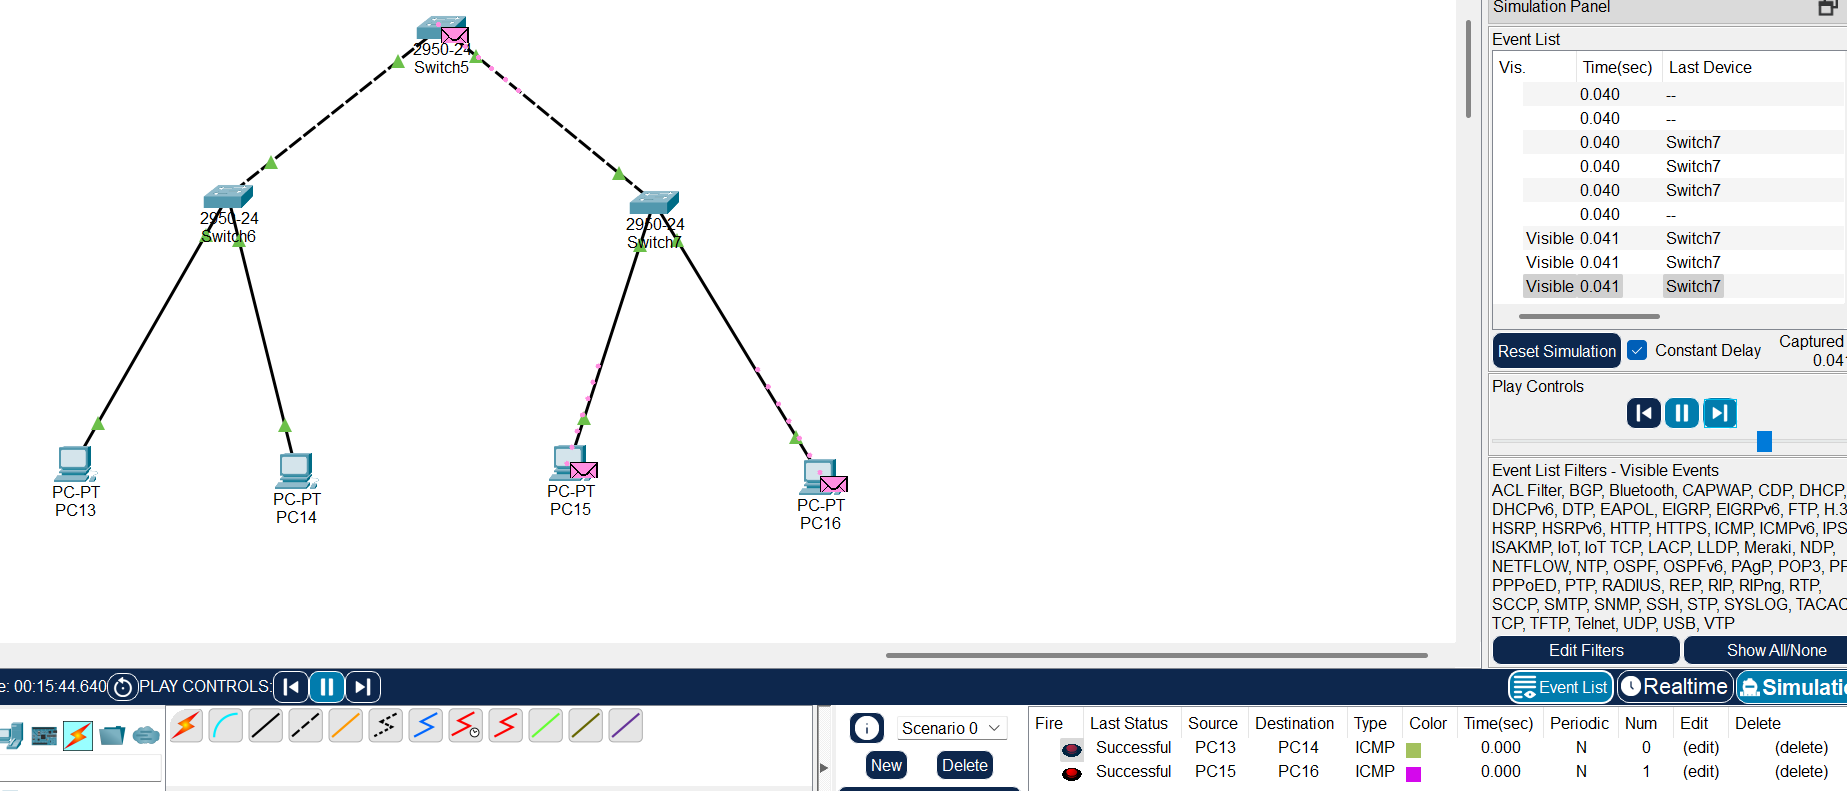 2950-24
Switch5
2950-24
Switch6
2950-24
Switch7
PC-PT
PC13
PC-PT
PC14
PC-PT
PC15
PC-PT
PC16
Simulation Panel
Event List
Vis. Time(sec) Last Device
0.040 --
0.040 --
0.040 Switch7
0.040 Switch7
0.040 Switch7
0.040 --
Visible 0.041 Switch7
Visible 0.041 Switch7
Visible 0.041 Switch7
Reset Simulation Constant Delay Captured
0.04
Play Controls
Event List Filters - Visible Events
ACL Filter, BGP, Bluetooth, CAPWAP, CDP, DHCP,
DHCPv6, DTP, EAPOL, EIGRP, EIGRPv6, FTP, H.3
HSRP, HSRPv6, HTTP, HTTPS, ICMP, ICMPv6, IPS
ISAKMP, IoT, IoT TCP, LACP, LLDP, Meraki, NDP,
NETFLOW, NTP, OSPF, OSPFv6, PAgP, POP3, PP
PPPoED, PTP, RADIUS, REP, RIP, RIPng, RTP,
SCCP, SMTP, SNMP, SSH, STP, SYSLOG, TACAC
TCP, TFTP, Telnet, UDP, USB, VTP
Edit Filters Show All/None
e: 00:15:44.640 PLAY CONTROLS: Event List Realtime Simulati
Scenario 0
New Delete
Fire Last Status Source Destination Type Color Time(sec) Periodic Num Edit Delete
Successful PC13 PC14 ICMP 0.000 N 0 (edit) (delete)
Successful PC15 PC16 ICMP 0.000 N 1 (edit) (delete)